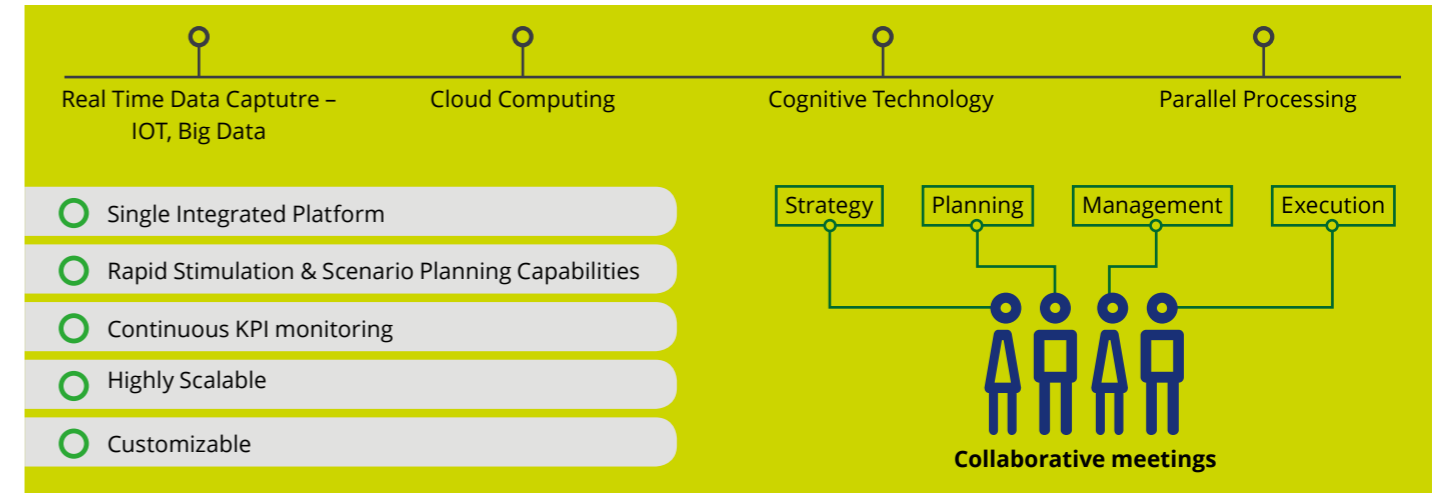 Real Time Data Captutre –
IOT, Big Data
Cloud Computing
Cognitive Technology
Parallel Processing
Single Integrated Platform
Rapid Stimulation & Scenario Planning Capabilities
Continuous KPI monitoring
Highly Scalable
Customizable
Strategy
Planning
Management
Execution
Collaborative meetings